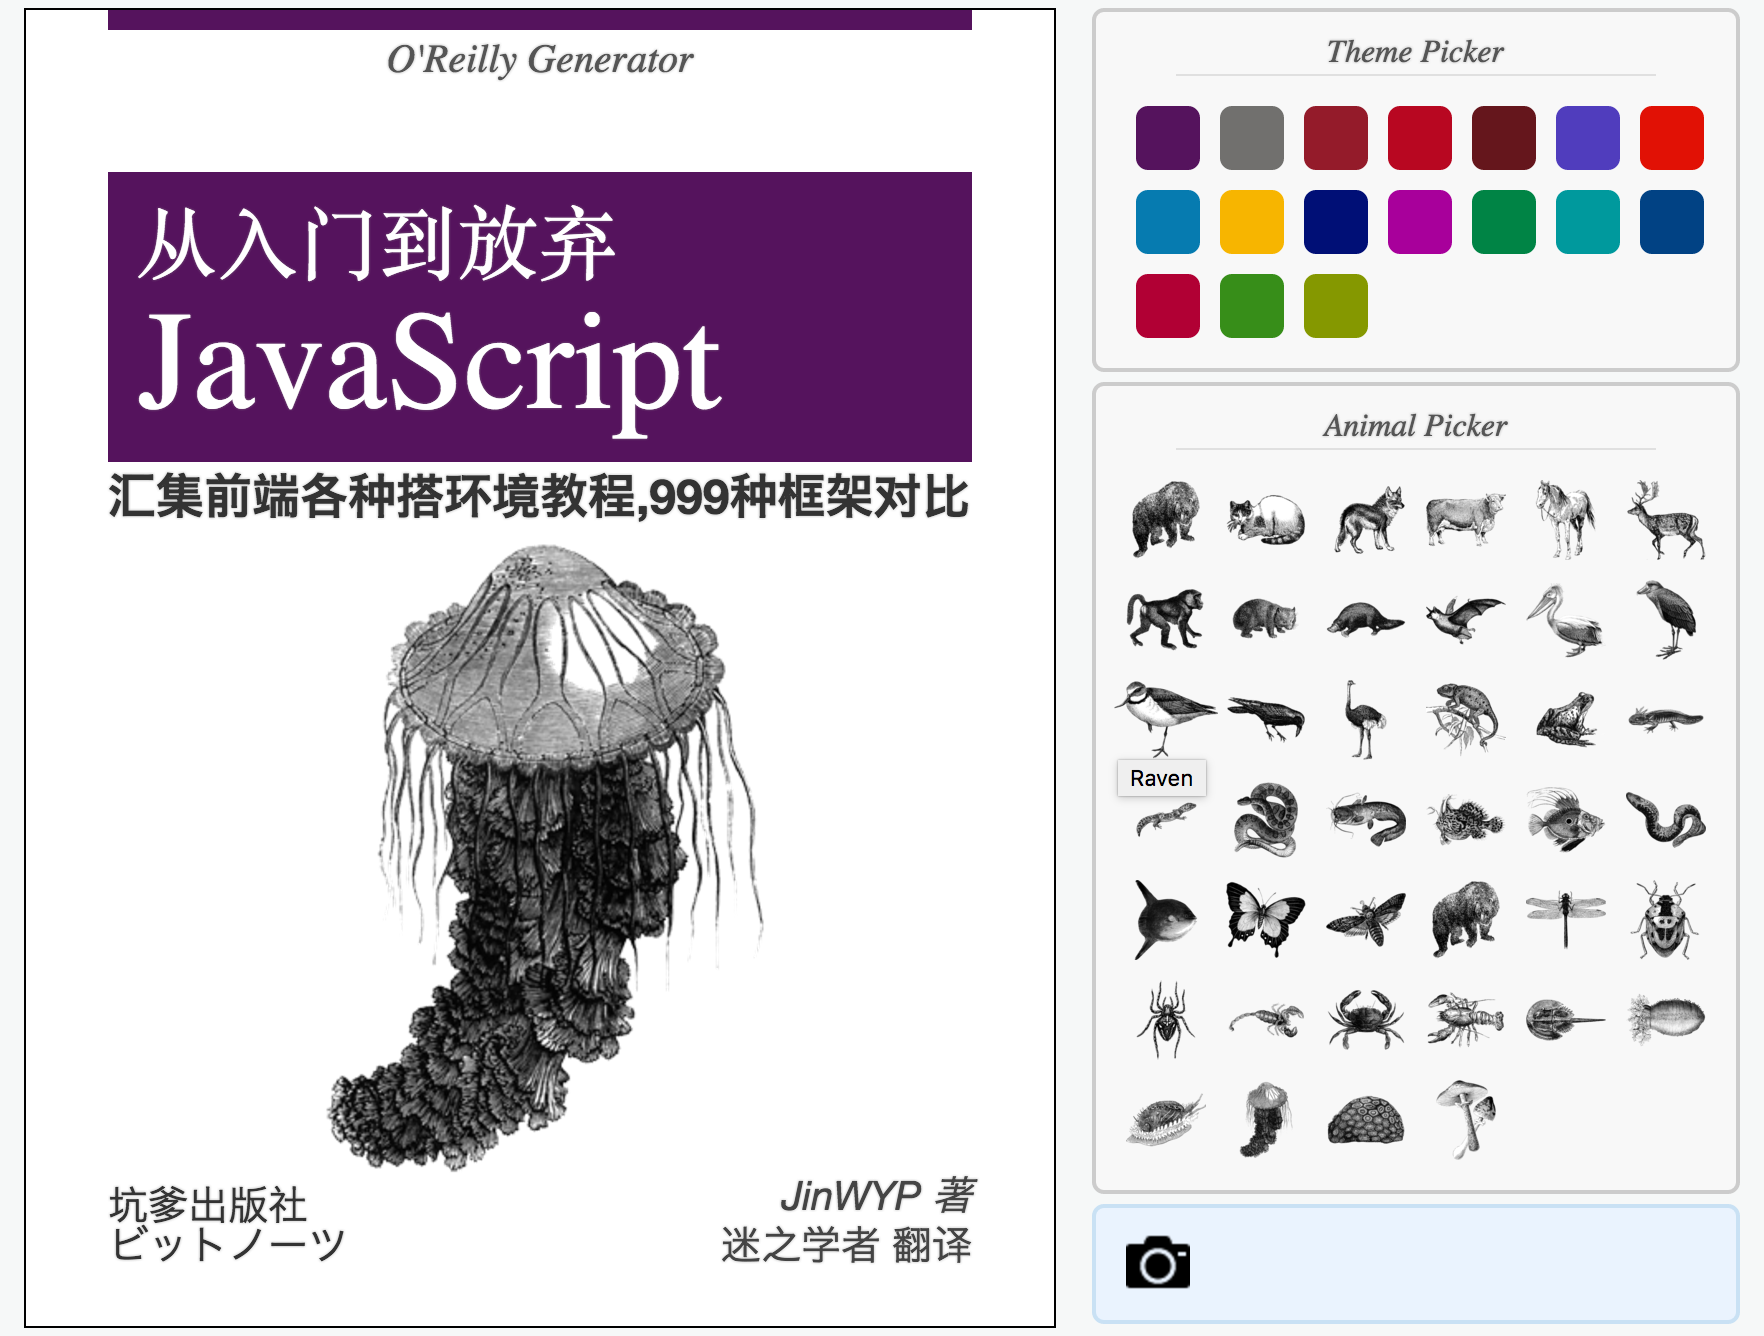 O'Reilly Generator
从入门到放弃
JavaScript
汇集前端各种搭环境教程,999种框架对比
坑爹出版社
ビットノーツ
JinWYP 著
迷之学者 翻译
Theme Picker
Animal Picker
Raven